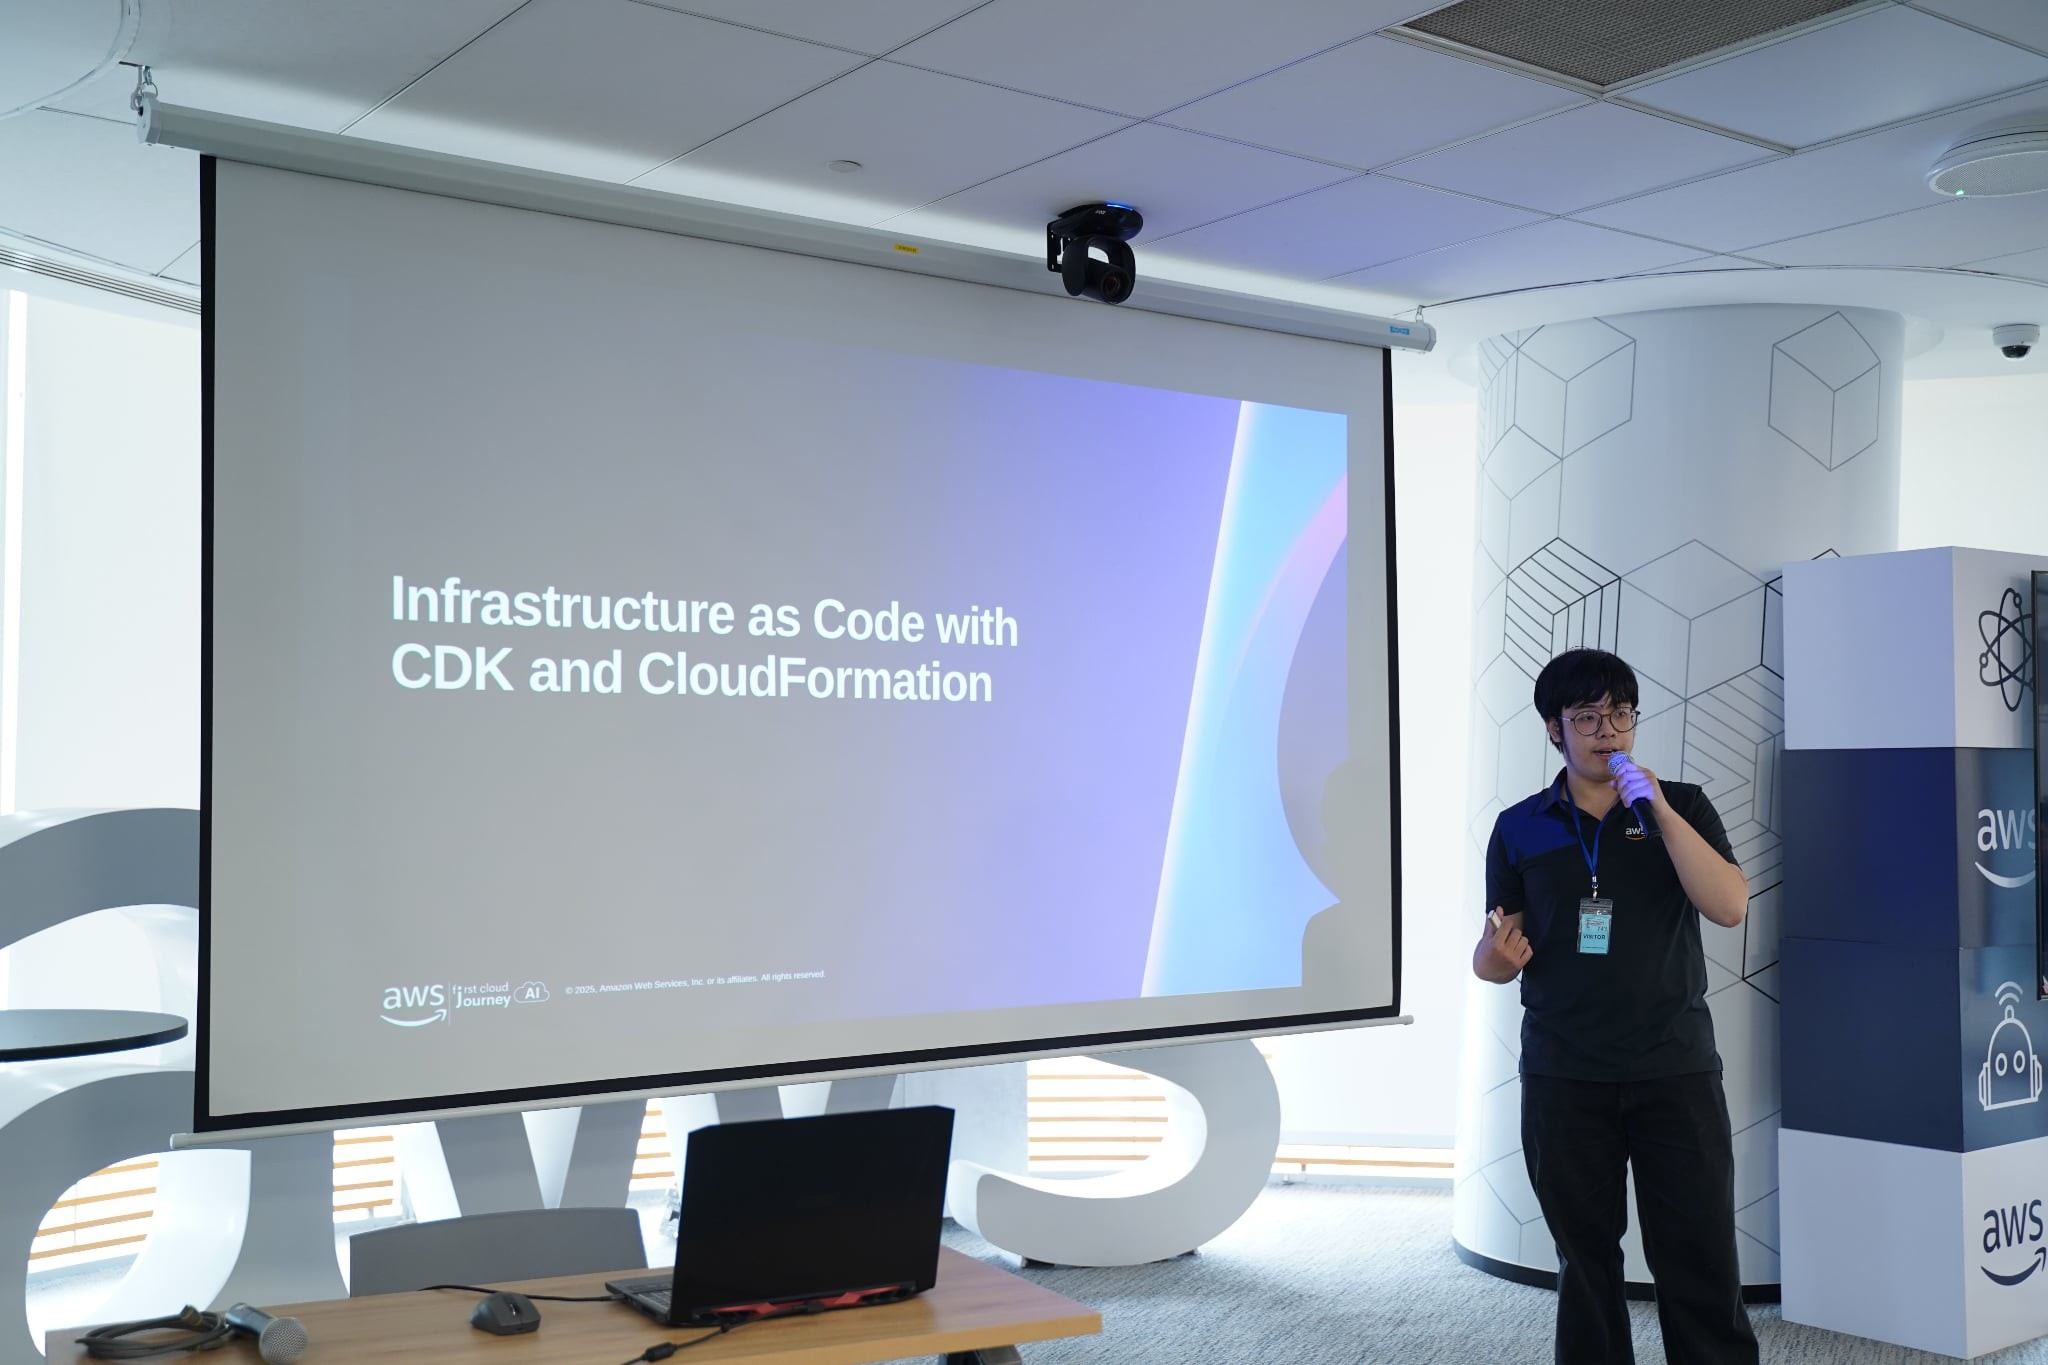 Infrastructure as Code with
CDK and CloudFormation
aws
first cloud
journey
AI
© 2025, Amazon Web Services, Inc. or its affiliates. All rights reserved.
aws
VISITOR
aws
aws